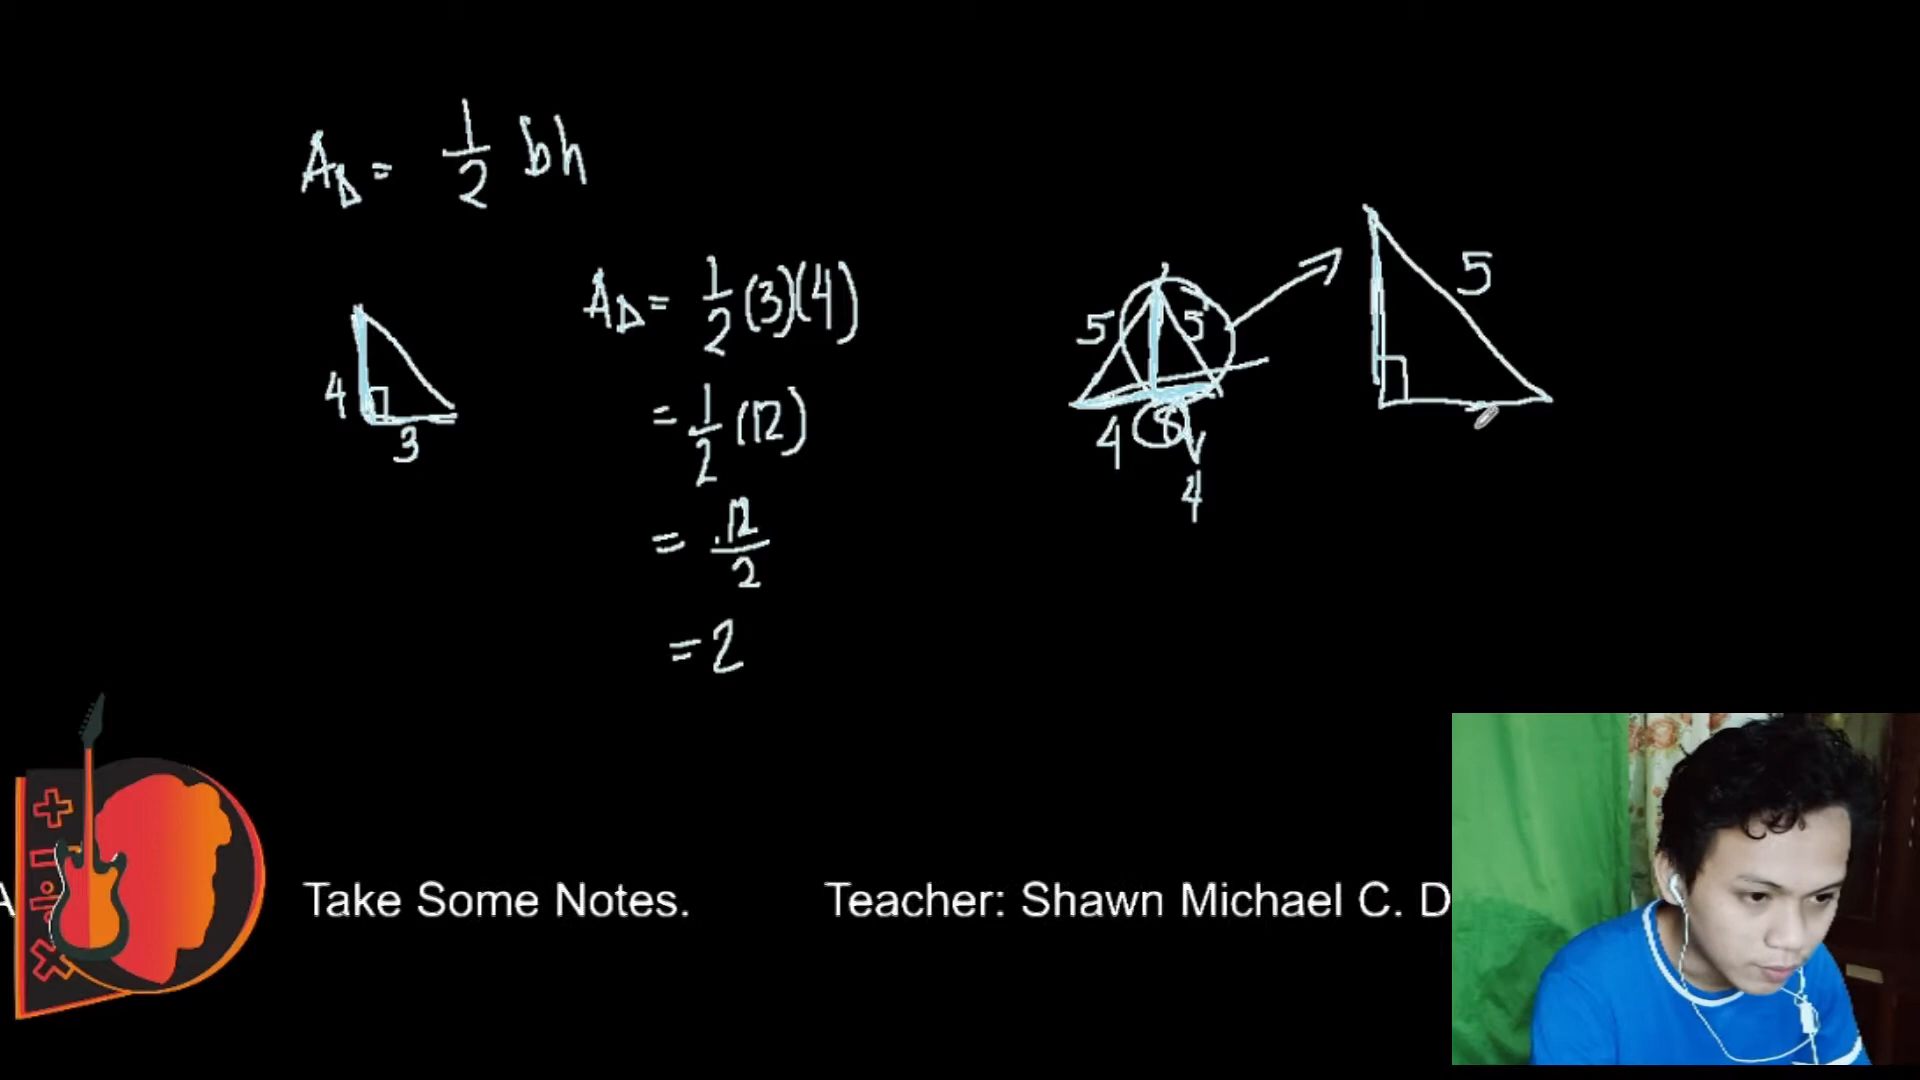 A△ = 1/2 bh
4
3
A△ = 1/2 (3)(4)
= 1/2 (12)
= 12/2
= 2
5 5
4 8
4
5
Take Some Notes. Teacher: Shawn Michael C. D